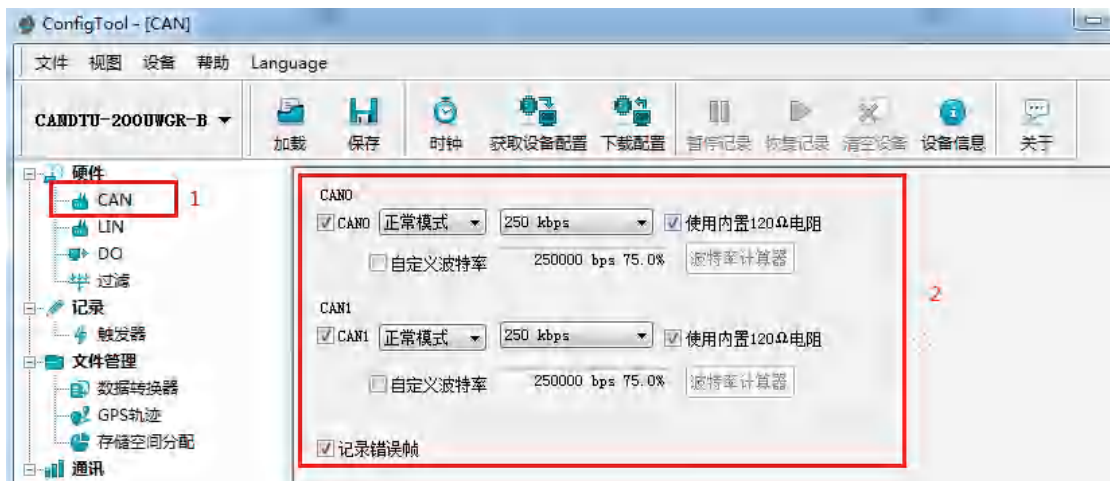 ConfigTool - [CAN]
文件 视图 设备 帮助 Language
CANDTU-200UWGR-B
加载 保存 时钟 获取设备配置 下载配置 暂停记录 恢复记录 清空设备 设备信息 关于
硬件
CAN 1
LIN
DO
过滤
记录
触发器
文件管理
数据转换器
GPS轨迹
存储空间分配
通讯
CAN0
CAN0 正常模式 250 kbps 使用内置120Ω电阻
自定义波特率 250000 bps 75.0% 波特率计算器
CAN1
CAN1 正常模式 250 kbps 使用内置120Ω电阻
自定义波特率 250000 bps 75.0% 波特率计算器
记录错误帧
2